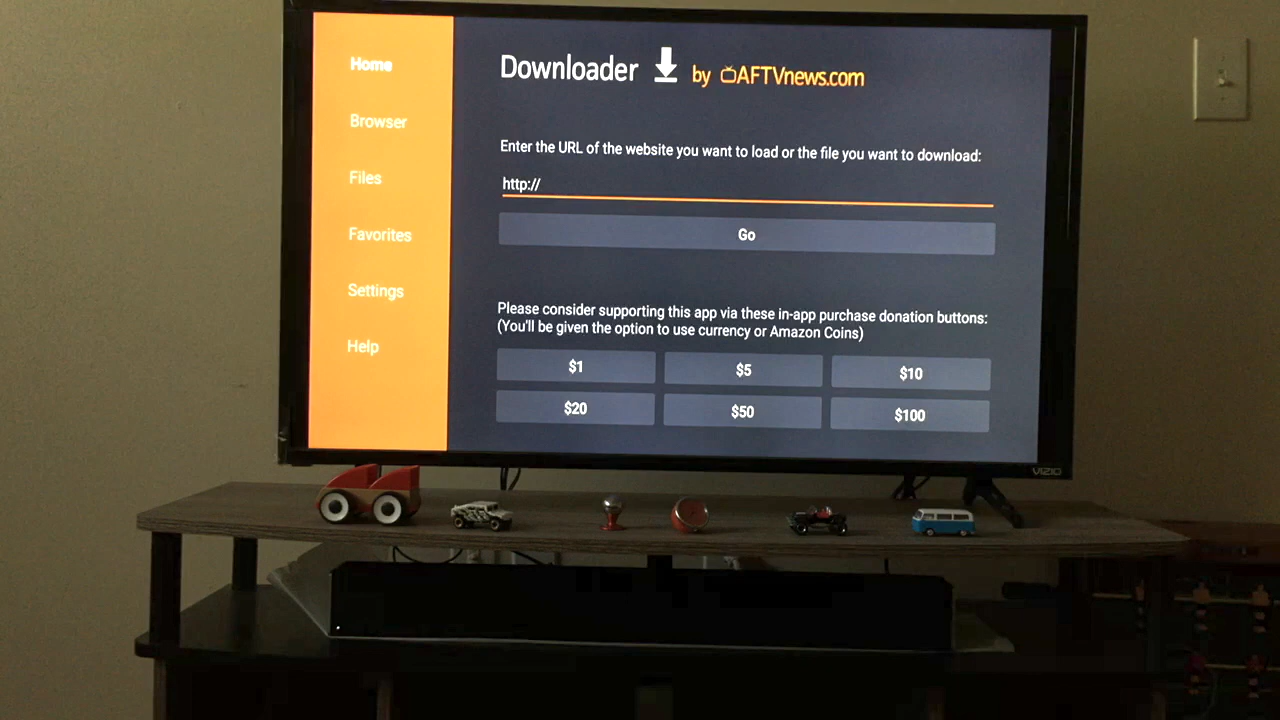 Home
Browser
Files
Favorites
Settings
Help
Downloader by AFTVnews.com
Enter the URL of the website you want to load or the file you want to download:
http://
Go
Please consider supporting this app via these in-app purchase donation buttons:
(You'll be given the option to use currency or Amazon Coins)
$1 $5 $10
$20 $50 $100
VIZIO